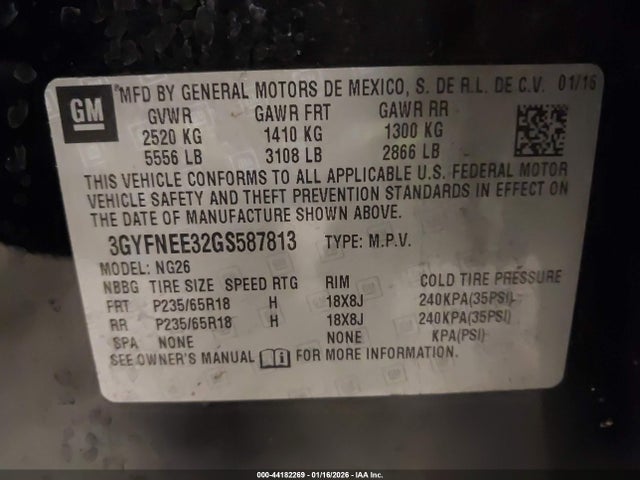 GM
*MFD BY GENERAL MOTORS DE MEXICO, S. DE R.L. DE C.V. 01/16
GVWR GAWR FRT GAWR RR
2520 KG 1410 KG 1300 KG
5556 LB 3108 LB 2866 LB
THIS VEHICLE CONFORMS TO ALL APPLICABLE U.S. FEDERAL MOTOR
VEHICLE SAFETY AND THEFT PREVENTION STANDARDS IN EFFECT ON
THE DATE OF MANUFACTURE SHOWN ABOVE.
3GYFNEE32GS587813 TYPE: M.P.V.
MODEL: NG26
NBBG TIRE SIZE SPEED RTG RIM COLD TIRE PRESSURE
FRT P235/65R18 H 18X8J 240KPA(35PSI)
RR P235/65R18 H 18X8J 240KPA(35PSI)
SPA NONE NONE KPA(PSI)
SEE OWNER'S MANUAL FOR MORE INFORMATION.
000-44182269 - 01/16/2026 - IAA Inc.